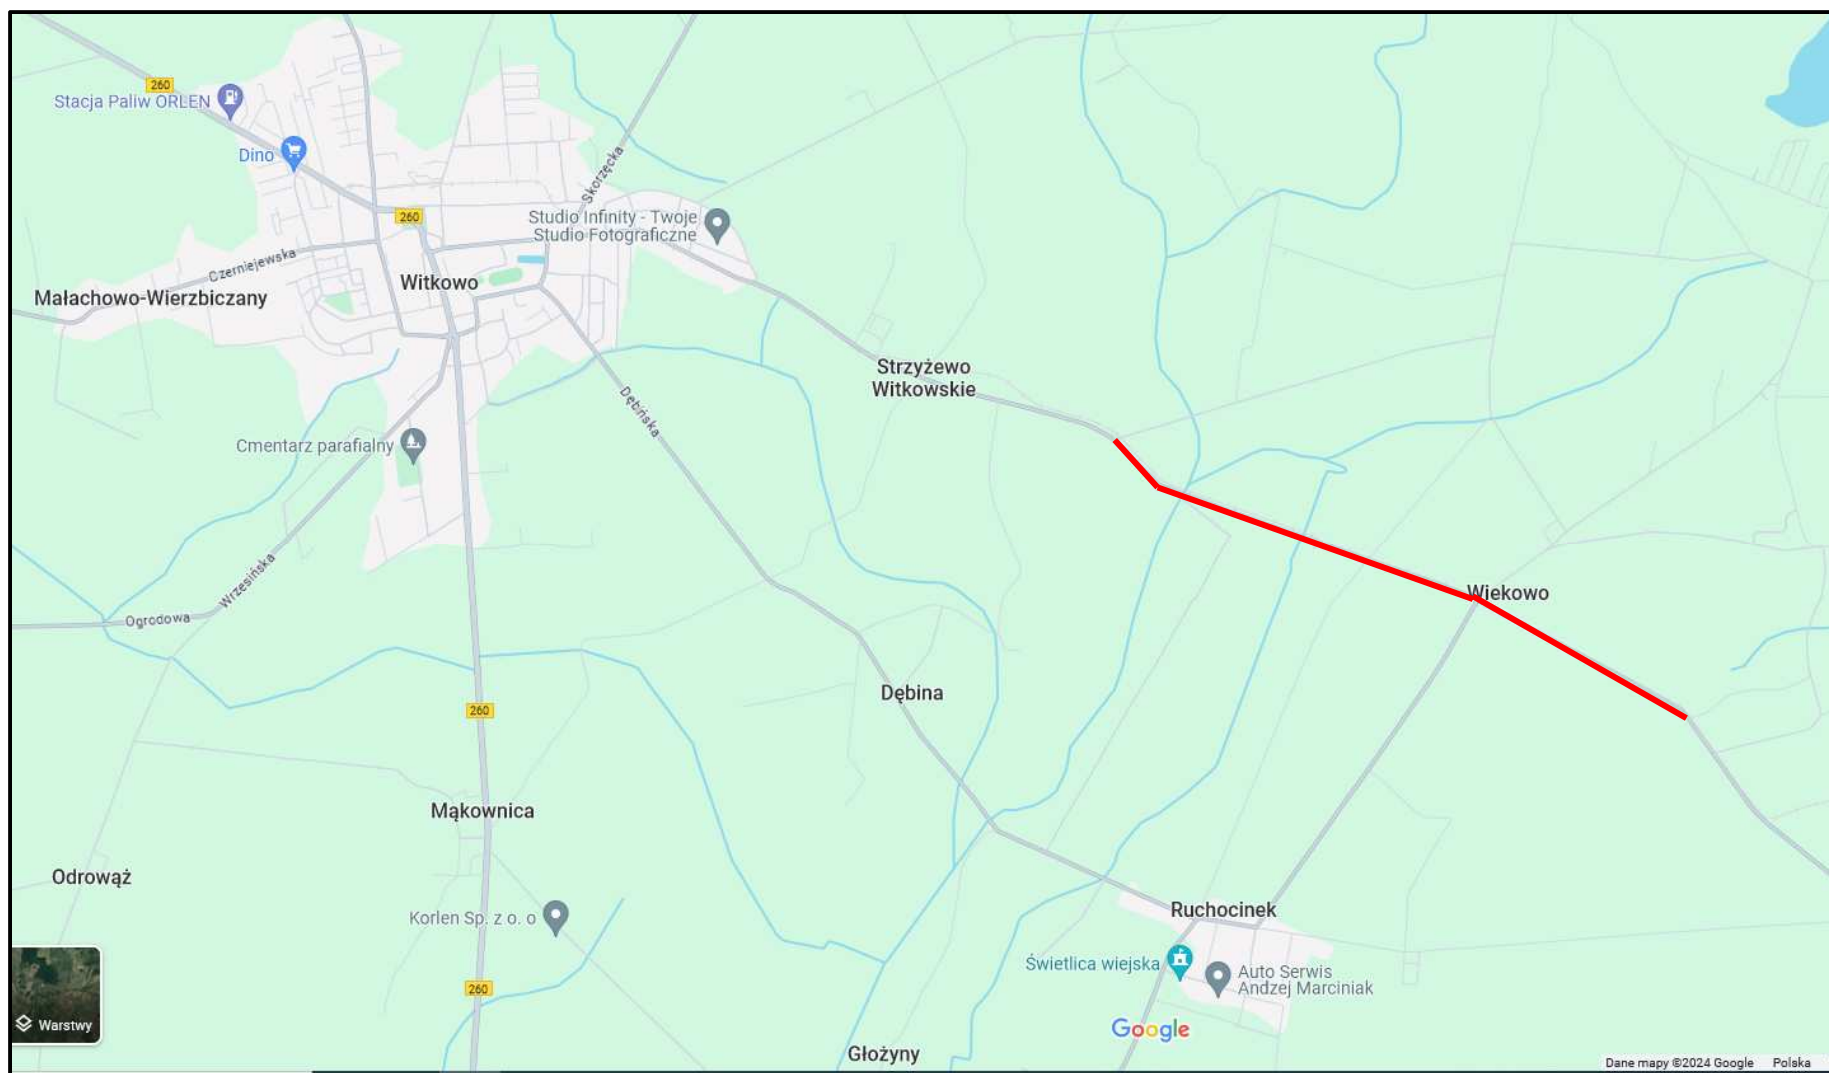 260
Stacja Paliw ORLEN
Dino
Skorzęcka
260
Studio Infinity - Twoje
Studio Fotograficzne
Czerniejewska
Witkowo
Małachowo-Wierzbiczany
Strzyżewo
Witkowskie
Dębińska
Cmentarz parafialny
Wrzesińska
Ogrodowa
Wiekowo
Dębina
260
Mąkownica
Odrowąż
Korlen Sp. z o. o
Ruchocinek
Świetlica wiejska
Auto Serwis
Andzej Marciniak
260
Warstwy
Google
Głożyny
Dane mapy ©2024 Google Polska